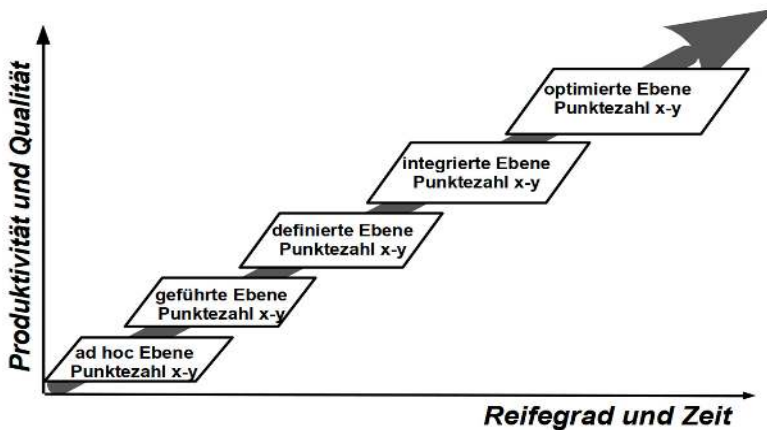 Produktivität und Qualität
optimierte Ebene
Punktezahl x-y
integrierte Ebene
Punktezahl x-y
definierte Ebene
Punktezahl x-y
geführte Ebene
Punktezahl x-y
ad hoc Ebene
Punktezahl x-y
Reifegrad und Zeit